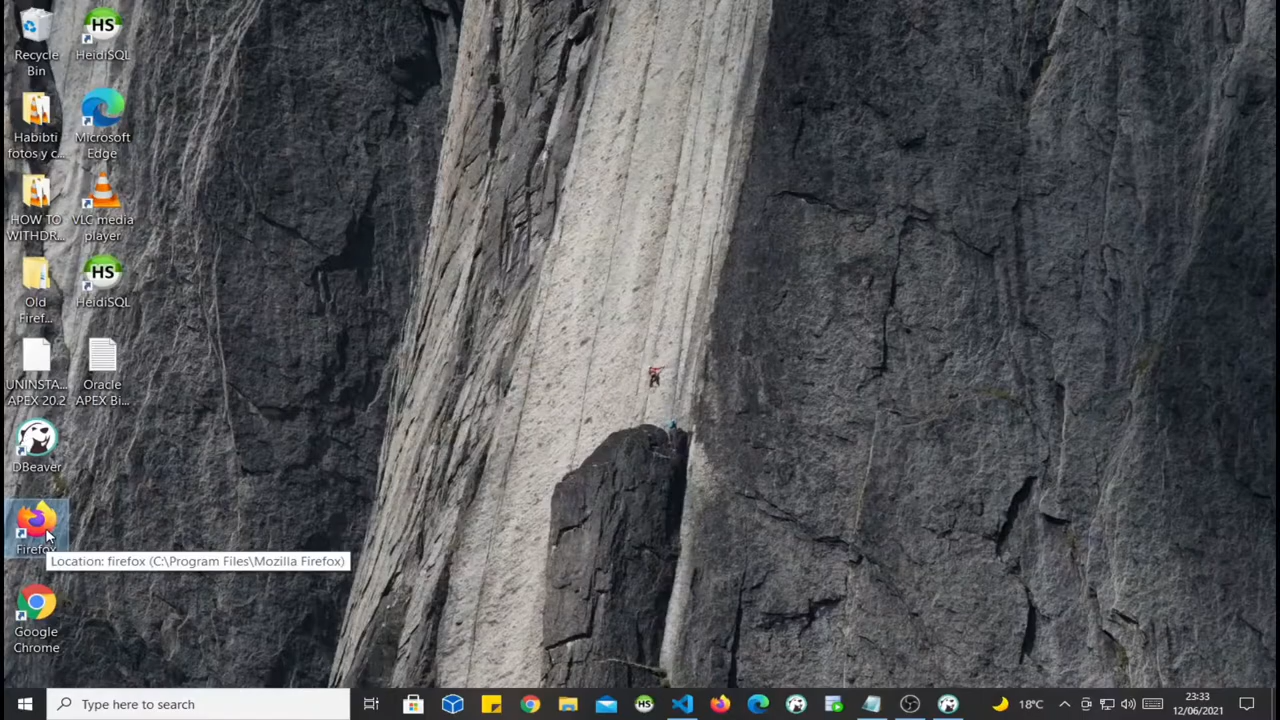 Recycle
Bin
HS
HeidiSQL
Habibti
fotos y c...
Microsoft
Edge
HOW TO
WITHDR...
VLC media
player
Old
Firef...
HS
HeidiSQL
UNINSTA...
APEX 20.2
Oracle
APEX Bi...
DBeaver
Firefox
Location: firefox (C:\Program Files\Mozilla Firefox)
Google
Chrome
Type here to search
HS
18°C
23:33
12/06/2021